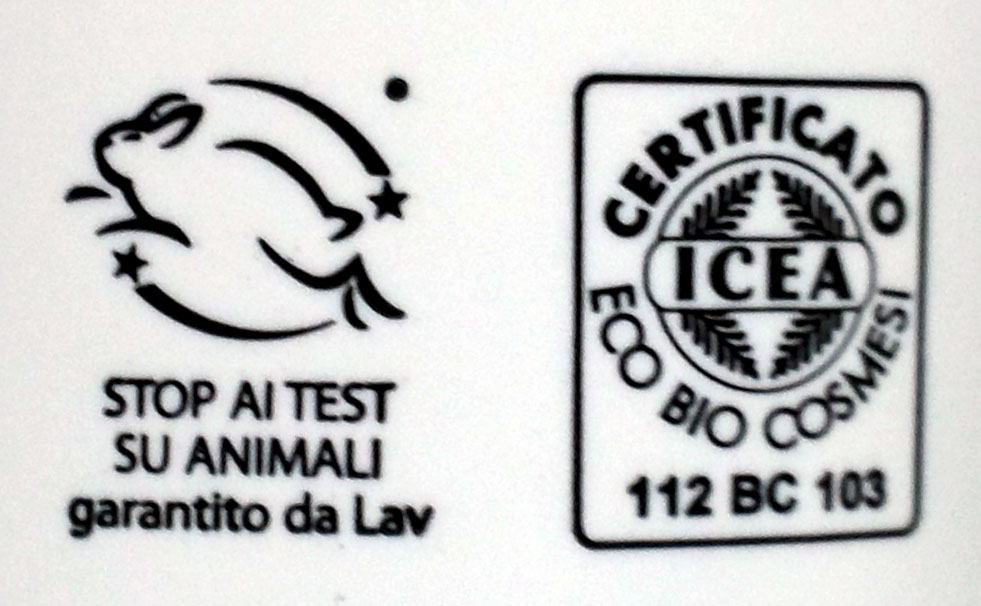 STOP AI TEST
SU ANIMALI
garantito da Lav
CERTIFICATO
ICEA
ECO BIO COSMESI
112 BC 103